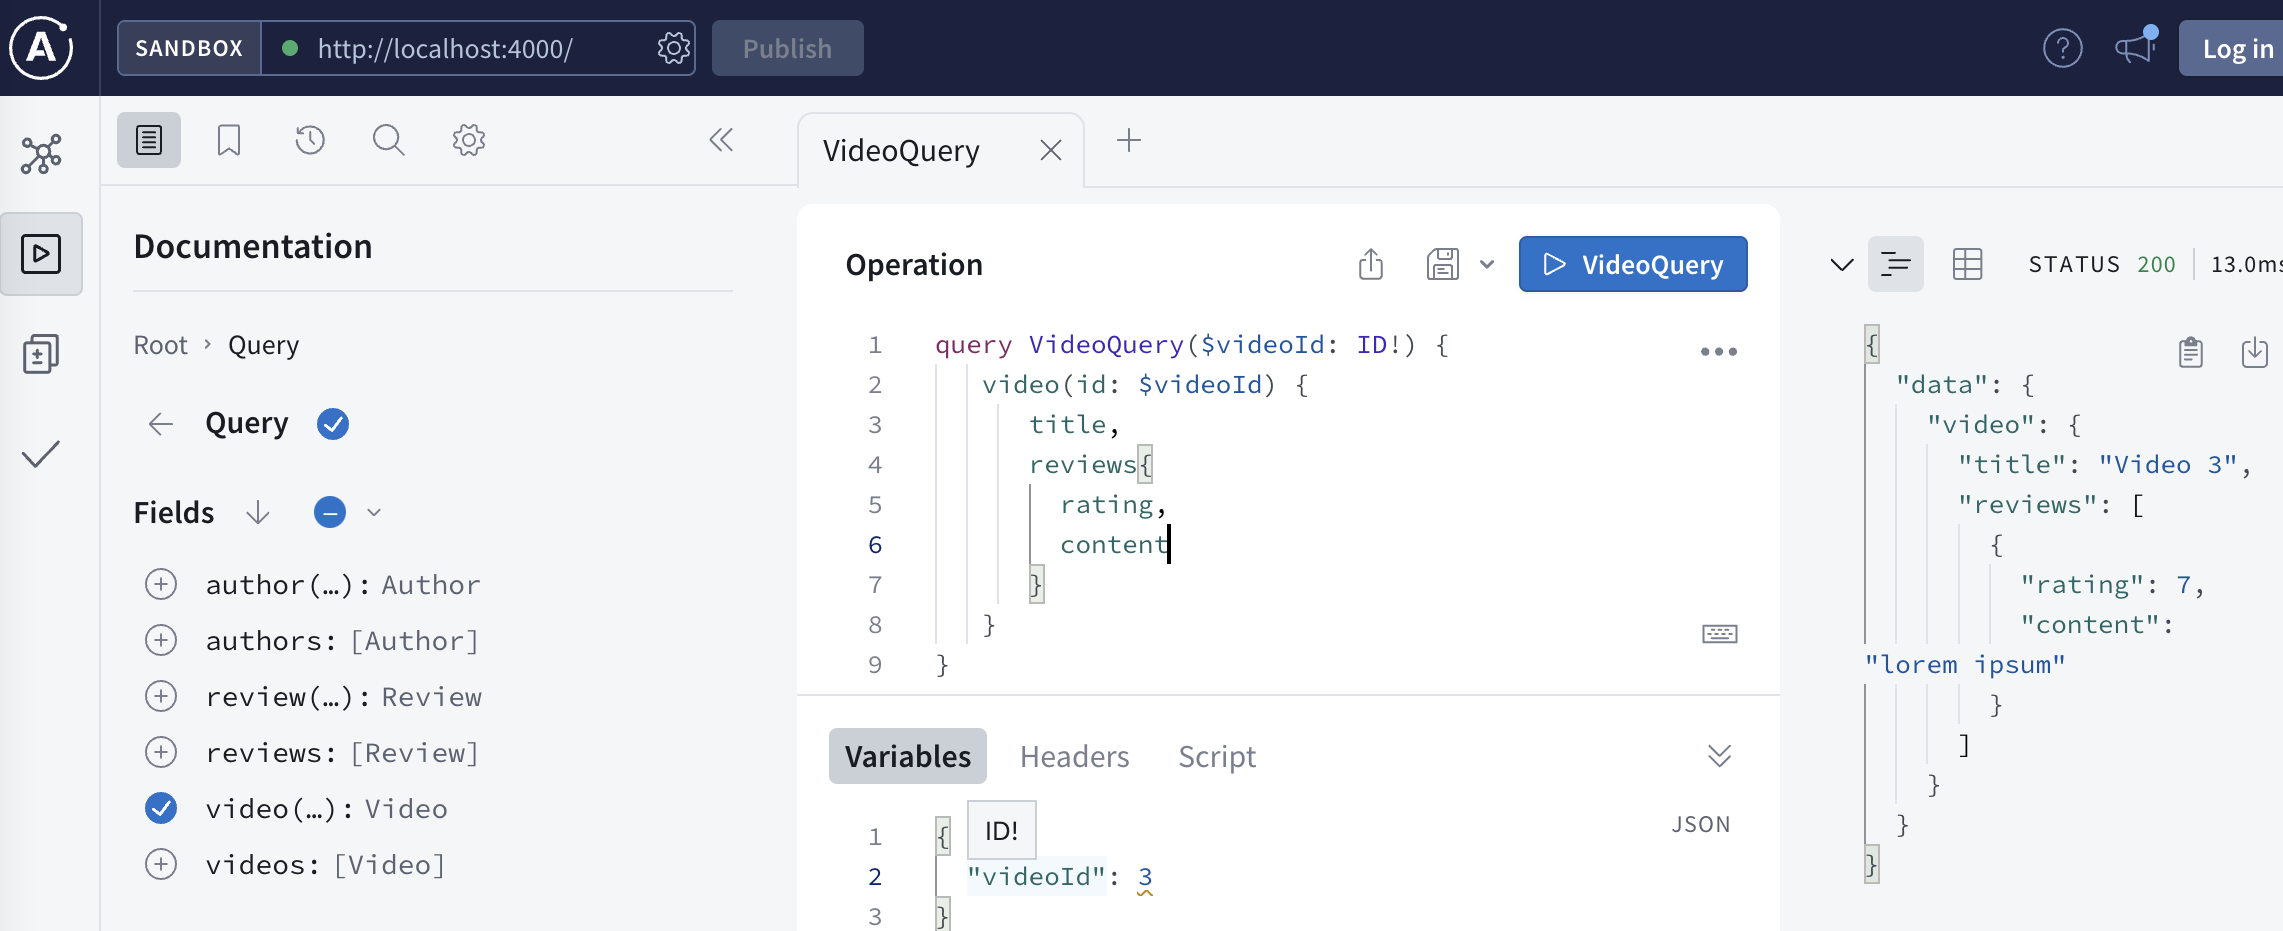 A
SANDBOX
http://localhost:4000/
Publish
?
Log in
VideoQuery
Documentation
Root › Query
Query
Fields
author(…): Author
authors: [Author]
review(…): Review
reviews: [Review]
video(…): Video
videos: [Video]
Operation
VideoQuery
1 query VideoQuery($videoId: ID!) {
2 video(id: $videoId) {
3 title,
4 reviews{
5 rating,
6 content
7 }
8 }
9 }
Variables
Headers
Script
JSON
ID!
1 {
2 "videoId": 3
3 }
STATUS 200
13.0ms
{
"data": {
"video": {
"title": "Video 3",
"reviews": [
{
"rating": 7,
"content":
"lorem ipsum"
}
]
}
}
}